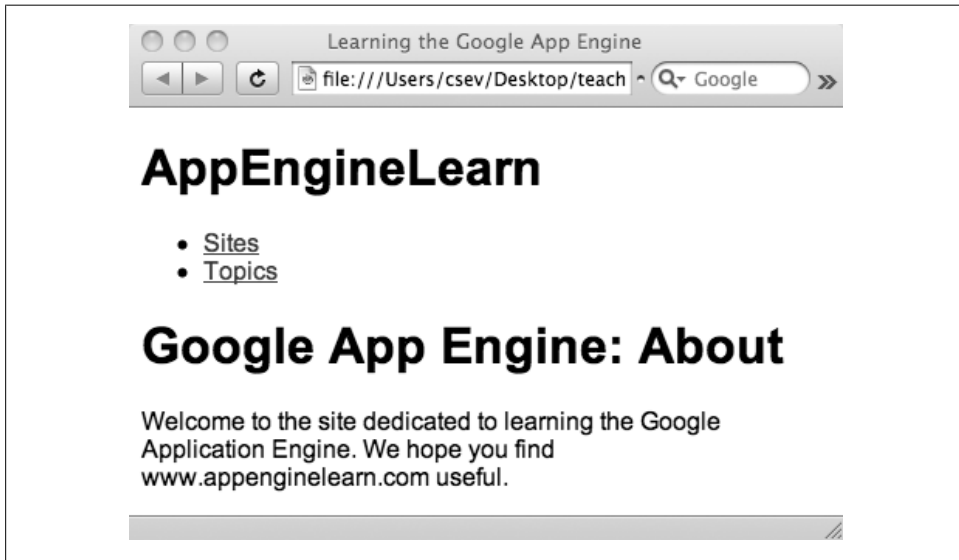 Learning the Google App Engine
file:///Users/csev/Desktop/teach
Google
AppEngineLearn
• Sites
• Topics
Google App Engine: About
Welcome to the site dedicated to learning the Google
Application Engine. We hope you find
www.appenginelearn.com useful.